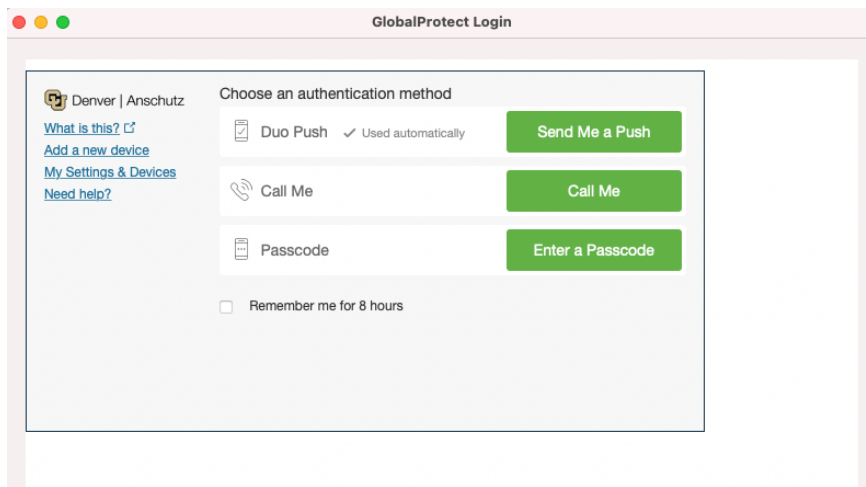 GlobalProtect Login
Denver | Anschutz
What is this?
Add a new device
My Settings & Devices
Need help?
Choose an authentication method
Duo Push ✓ Used automatically
Send Me a Push
Call Me
Call Me
Passcode
Enter a Passcode
Remember me for 8 hours